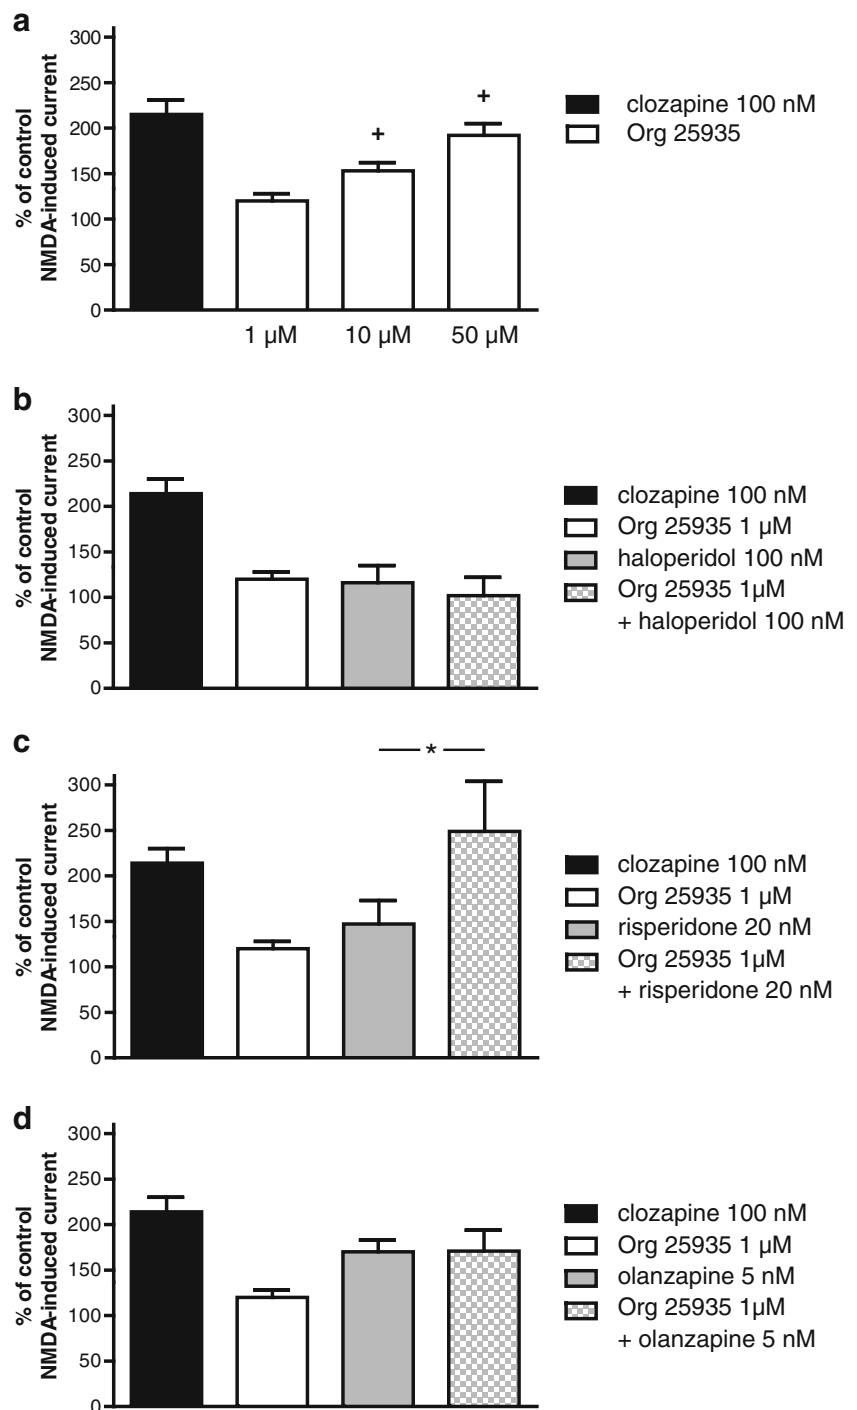 a
% of control
NMDA-induced current
300
250
200
150
100
50
0
+
+
1 µM 10 µM 50 µM
clozapine 100 nM
Org 25935
b
% of control
NMDA-induced current
300
250
200
150
100
50
0
clozapine 100 nM
Org 25935 1 µM
haloperidol 100 nM
Org 25935 1µM
+ haloperidol 100 nM
c
% of control
NMDA-induced current
300
250
200
150
100
50
0
*
clozapine 100 nM
Org 25935 1 µM
risperidone 20 nM
Org 25935 1µM
+ risperidone 20 nM
d
% of control
NMDA-induced current
300
250
200
150
100
50
0
clozapine 100 nM
Org 25935 1 µM
olanzapine 5 nM
Org 25935 1µM
+ olanzapine 5 nM